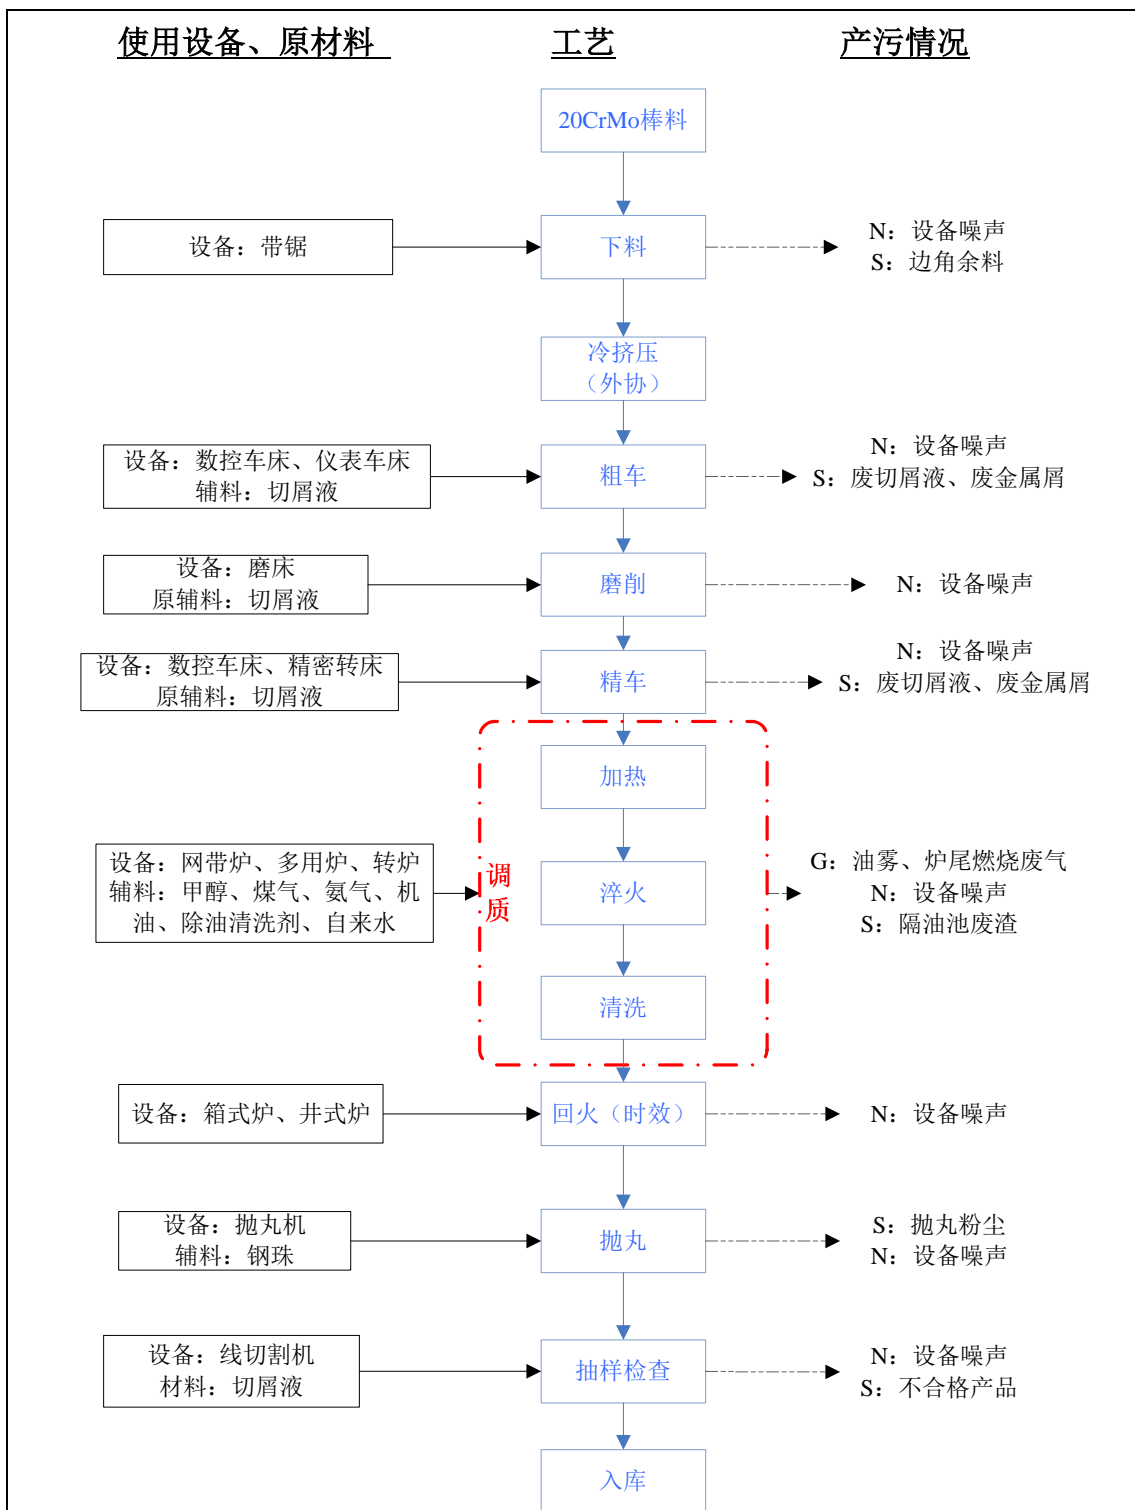 使用设备、原材料
工艺
产污情况
20CrMo棒料
设备：带锯
下料
N：设备噪声
S：边角余料
冷挤压
（外协）
设备：数控车床、仪表车床
辅料：切屑液
粗车
N：设备噪声
S：废切屑液、废金属屑
设备：磨床
原辅料：切屑液
磨削
N：设备噪声
设备：数控车床、精密转床
原辅料：切屑液
精车
N：设备噪声
S：废切屑液、废金属屑
加热
设备：网带炉、多用炉、转炉
辅料：甲醇、煤气、氨气、机
油、除油清洗剂、自来水
调
质
淬火
G：油雾、炉尾燃烧废气
N：设备噪声
S：隔油池废渣
清洗
设备：箱式炉、井式炉
回火（时效）
N：设备噪声
设备：抛丸机
辅料：钢珠
抛丸
S：抛丸粉尘
N：设备噪声
设备：线切割机
材料：切屑液
抽样检查
N：设备噪声
S：不合格产品
入库